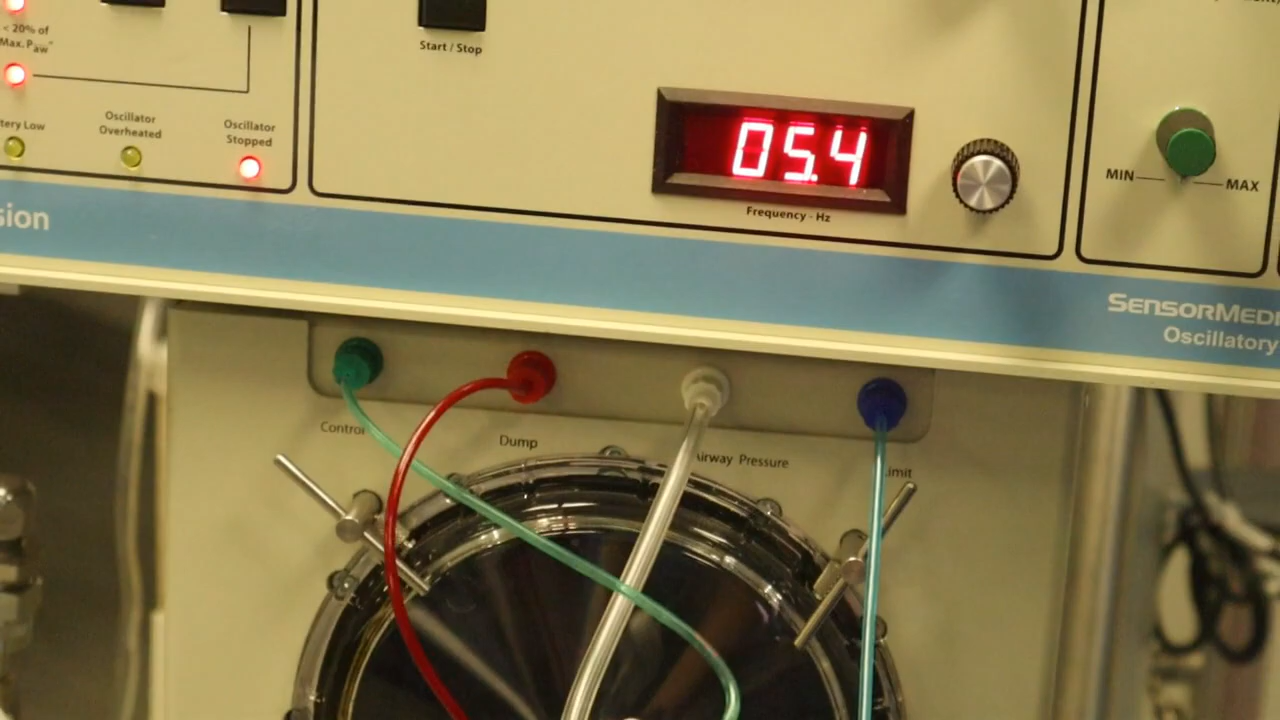 < 20% of
Max. Paw"
Start / Stop
Oscillator
Overheated
Oscillator
Stopped
tery Low
05.4
Frequency - Hz
MIN
MAX
sion
SENSORMEDI
Oscillatory
Control
Dump
Airway Pressure
imit